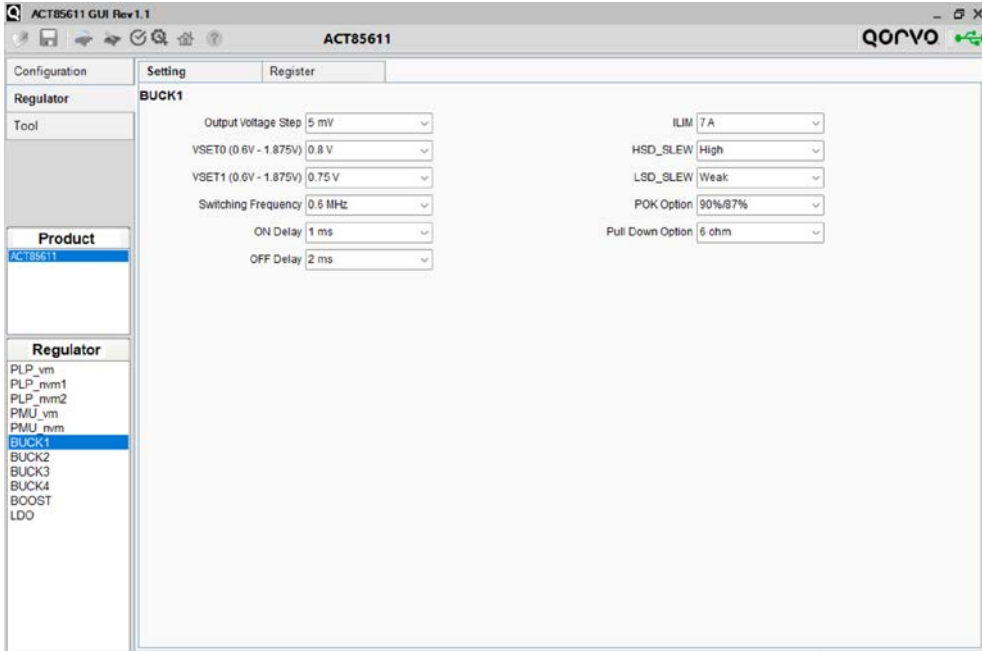 ACT85611 GUI Rev1.1
ACT85611
QORVO
Configuration
Regulator
Tool
Setting Register
BUCK1
Output Voltage Step 5 mV
VSET0 (0.6V - 1.875V) 0.8 V
VSET1 (0.6V - 1.875V) 0.75 V
Switching Frequency 0.6 MHz
ON Delay 1 ms
OFF Delay 2 ms
ILIM 7 A
HSD_SLEW High
LSD_SLEW Weak
POK Option 90%/87%
Pull Down Option 6 ohm
Product
ACT85611
Regulator
PLP_vm
PLP_nvm1
PLP_nvm2
PMU_vm
PMU_nvm
BUCK1
BUCK2
BUCK3
BUCK4
BOOST
LDO